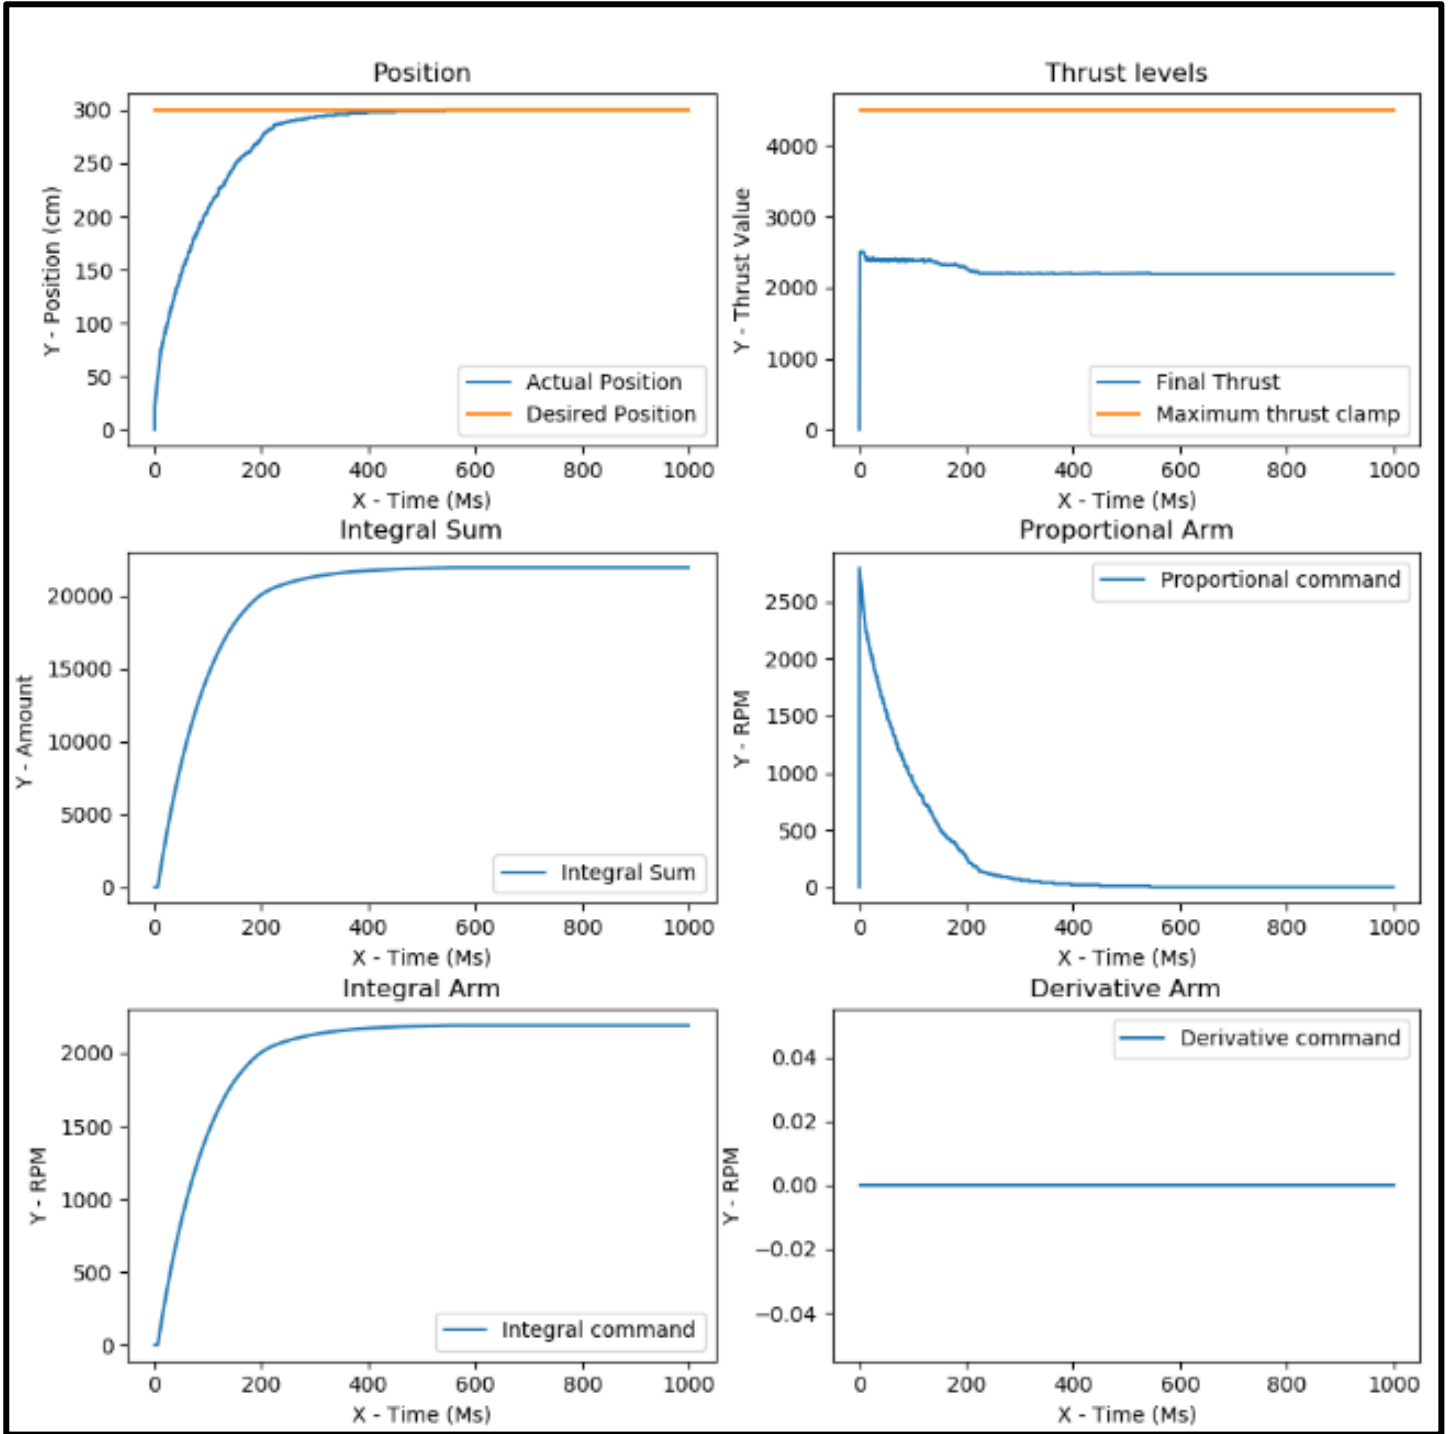 Position
Y - Position (cm)
300
250
200
150
100
50
0
Actual Position
Desired Position
0 200 400 600 800 1000
X - Time (Ms)
Thrust levels
Y - Thrust Value
4000
3000
2000
1000
0
Final Thrust
Maximum thrust clamp
0 200 400 600 800 1000
X - Time (Ms)
Integral Sum
Y - Amount
20000
15000
10000
5000
0
Integral Sum
0 200 400 600 800 1000
X - Time (Ms)
Proportional Arm
Y - RPM
2500
2000
1500
1000
500
0
Proportional command
0 200 400 600 800 1000
X - Time (Ms)
Integral Arm
Y - RPM
2000
1500
1000
500
0
Integral command
0 200 400 600 800 1000
X - Time (Ms)
Derivative Arm
Y - RPM
0.04
0.02
0.00
−0.02
−0.04
Derivative command
0 200 400 600 800 1000
X - Time (Ms)